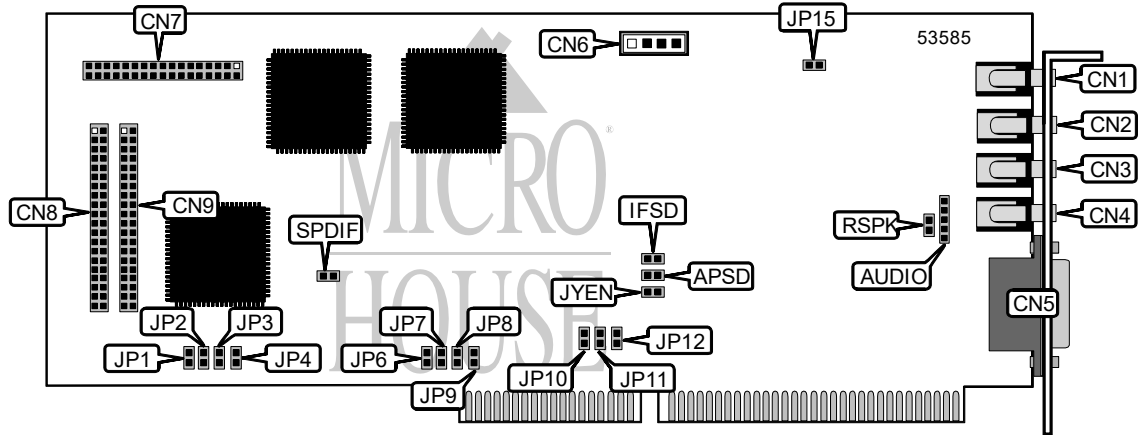 CN7
CN6
JP15
53585
CN1
CN2
CN3
CN4
MICRO®
HOUSE
CN8
CN9
SPDIF
IFSD
APSD
JYEN
RSPK
AUDIO
CN5
JP2
JP3
JP1
JP4
JP7
JP8
JP6
JP9
JP10
JP11
JP12